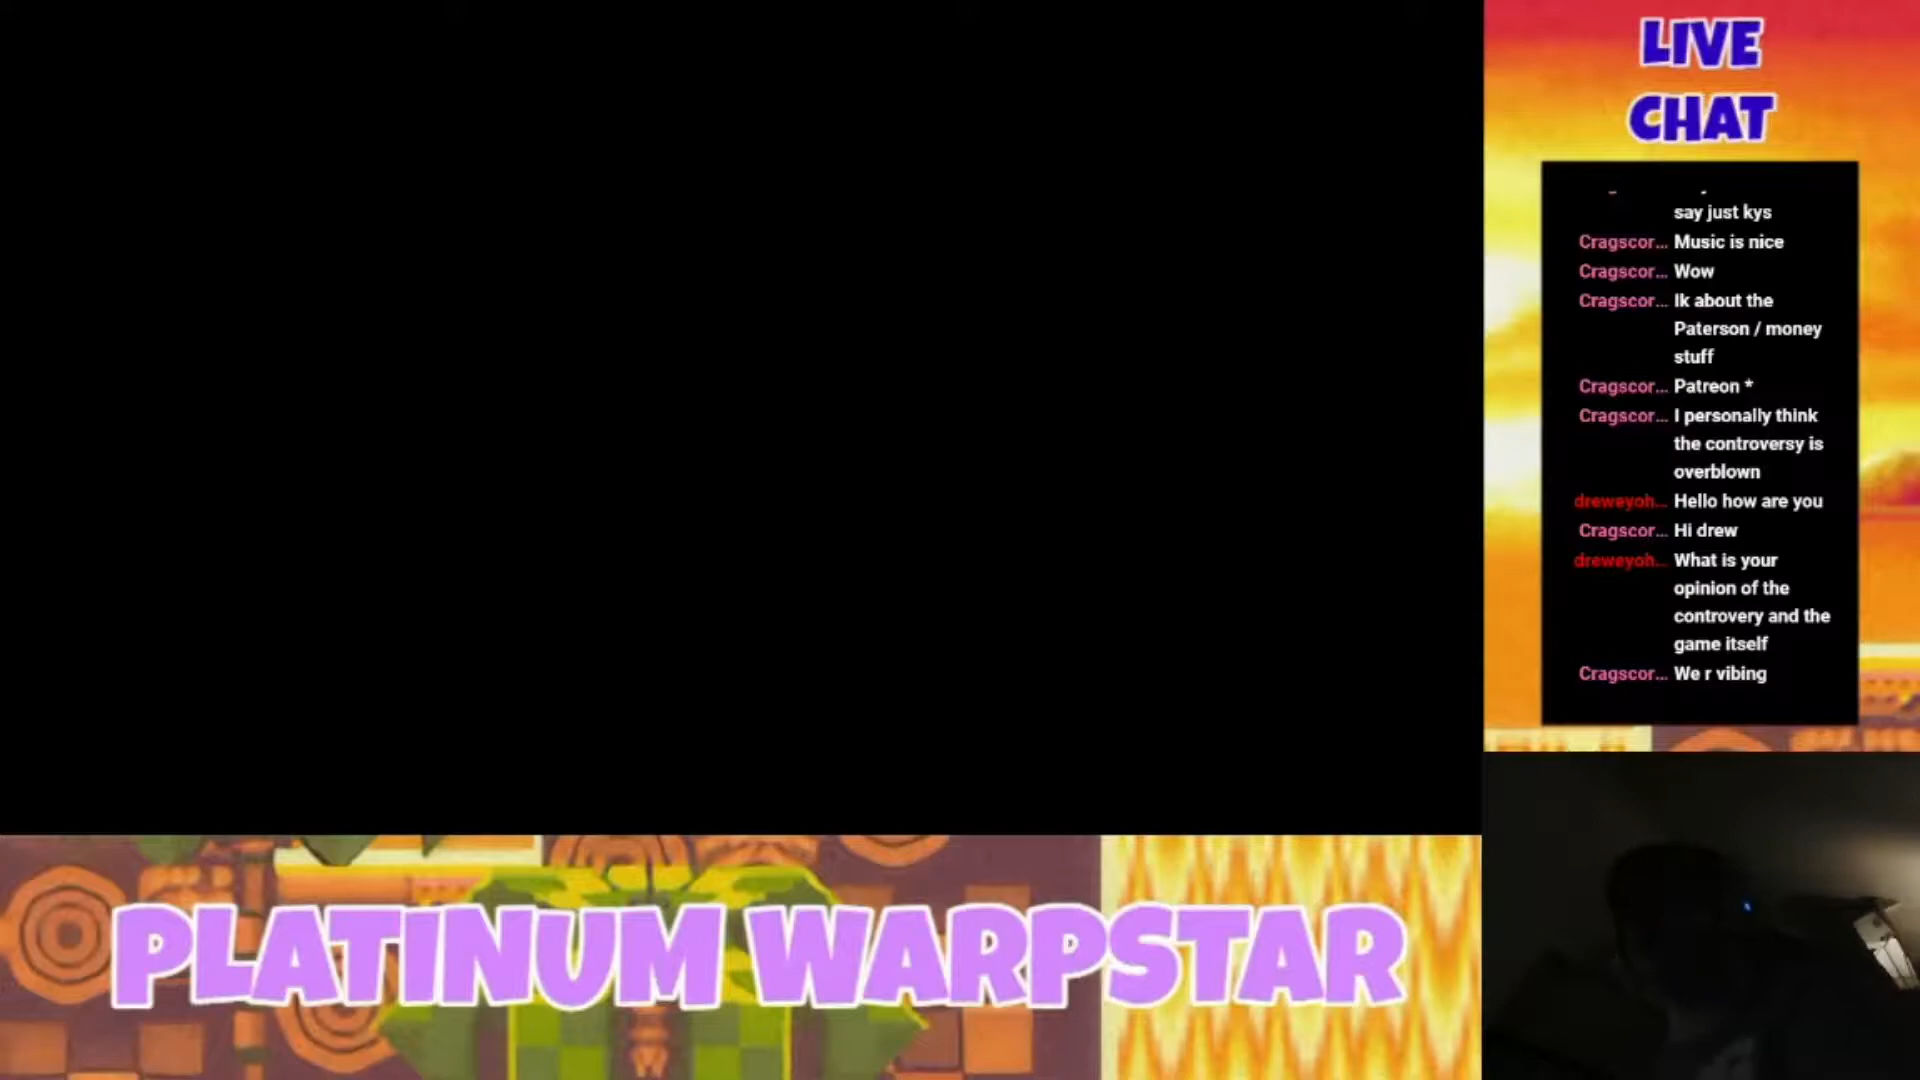 LIVE
CHAT
say just kys
Cragscor... Music is nice
Cragscor... Wow
Cragscor... Ik about the
Paterson / money
stuff
Cragscor... Patreon *
Cragscor... I personally think
the controversy is
overblown
dreweyoh... Hello how are you
Cragscor... Hi drew
dreweyoh... What is your
opinion of the
controvery and the
game itself
Cragscor... We r vibing
PLATINUM WARPSTAR